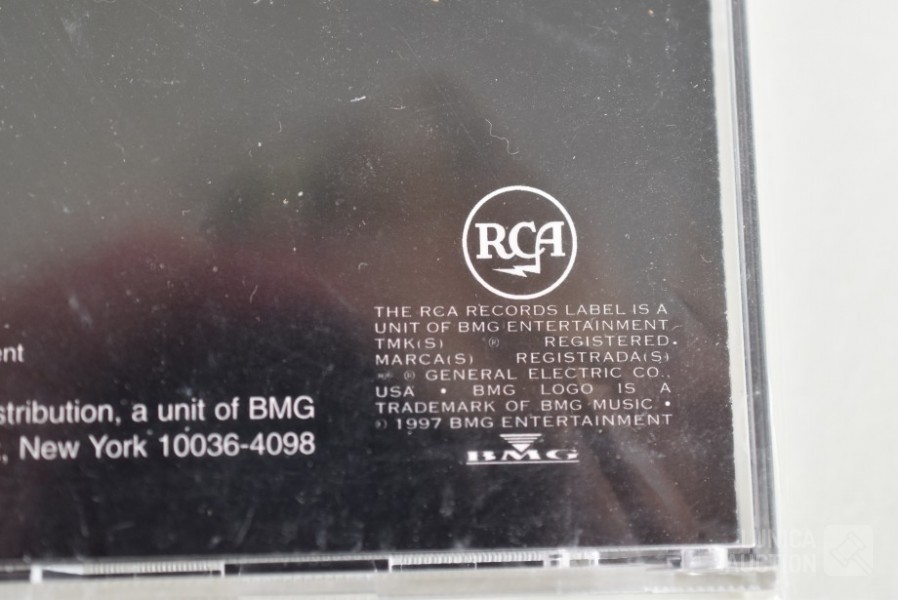 RCA
THE RCA RECORDS LABEL IS A
UNIT OF BMG ENTERTAINMENT
TMK(S) ® REGISTERED •
MARCA(S) REGISTRADA(S)
® GENERAL ELECTRIC CO.,
USA • BMG LOGO IS A
TRADEMARK OF BMG MUSIC •
1997 BMG ENTERTAINMENT
BMG
ent
stribution, a unit of BMG
, New York 10036-4098
AUCTION